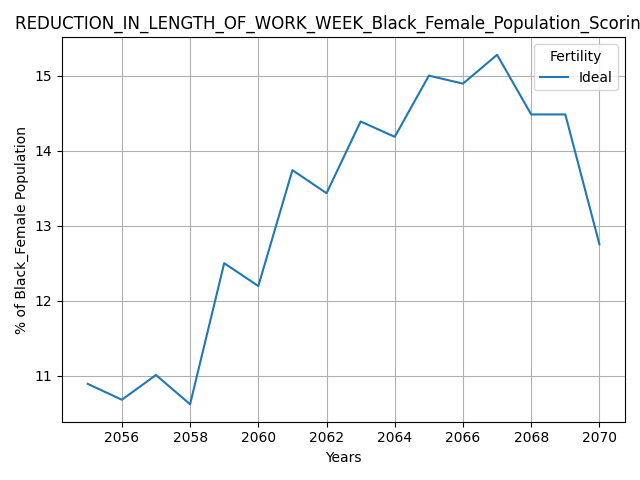 REDUCTION_IN_LENGTH_OF_WORK_WEEK_Black_Female_Population_Scorin
Fertility
Ideal
15
14
13
12
11
% of Black_Female Population
2056 2058 2060 2062 2064 2066 2068 2070
Years